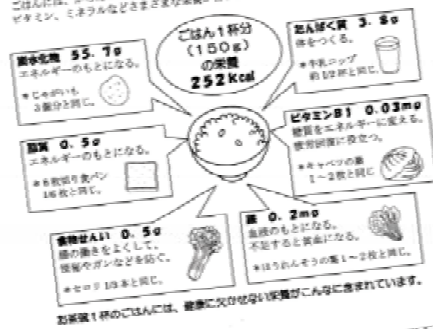 ビタミン、ミネラルなどさまざまな栄養が
ごはん1杯分
(150g)
の栄養
252kcal
炭水化物 55.7g
エネルギーのもとになる。
*じゃがいも
3個分と同じ。
たんぱく質 3.8g
体をつくる。
*牛乳コップ
約1/2杯と同じ。
脂質 0.5g
エネルギーのもとになる。
*6枚切り食パン
1/6枚と同じ。
ビタミンB1 0.03mg
糖質をエネルギーに変える。
疲労回復に役立つ。
*キャベツの葉
1~2枚と同じ
食物せんい 0.5g
腸の働きをよくして、
便秘やガンなどを防ぐ。
*セロリ1/3本と同じ。
鉄 0.2mg
血液のもとになる。
不足すると貧血になる。
*ほうれんそうの葉1~2枚と同じ。
お茶碗1杯のごはんには、健康に欠かせない栄養がこんなに含まれています。